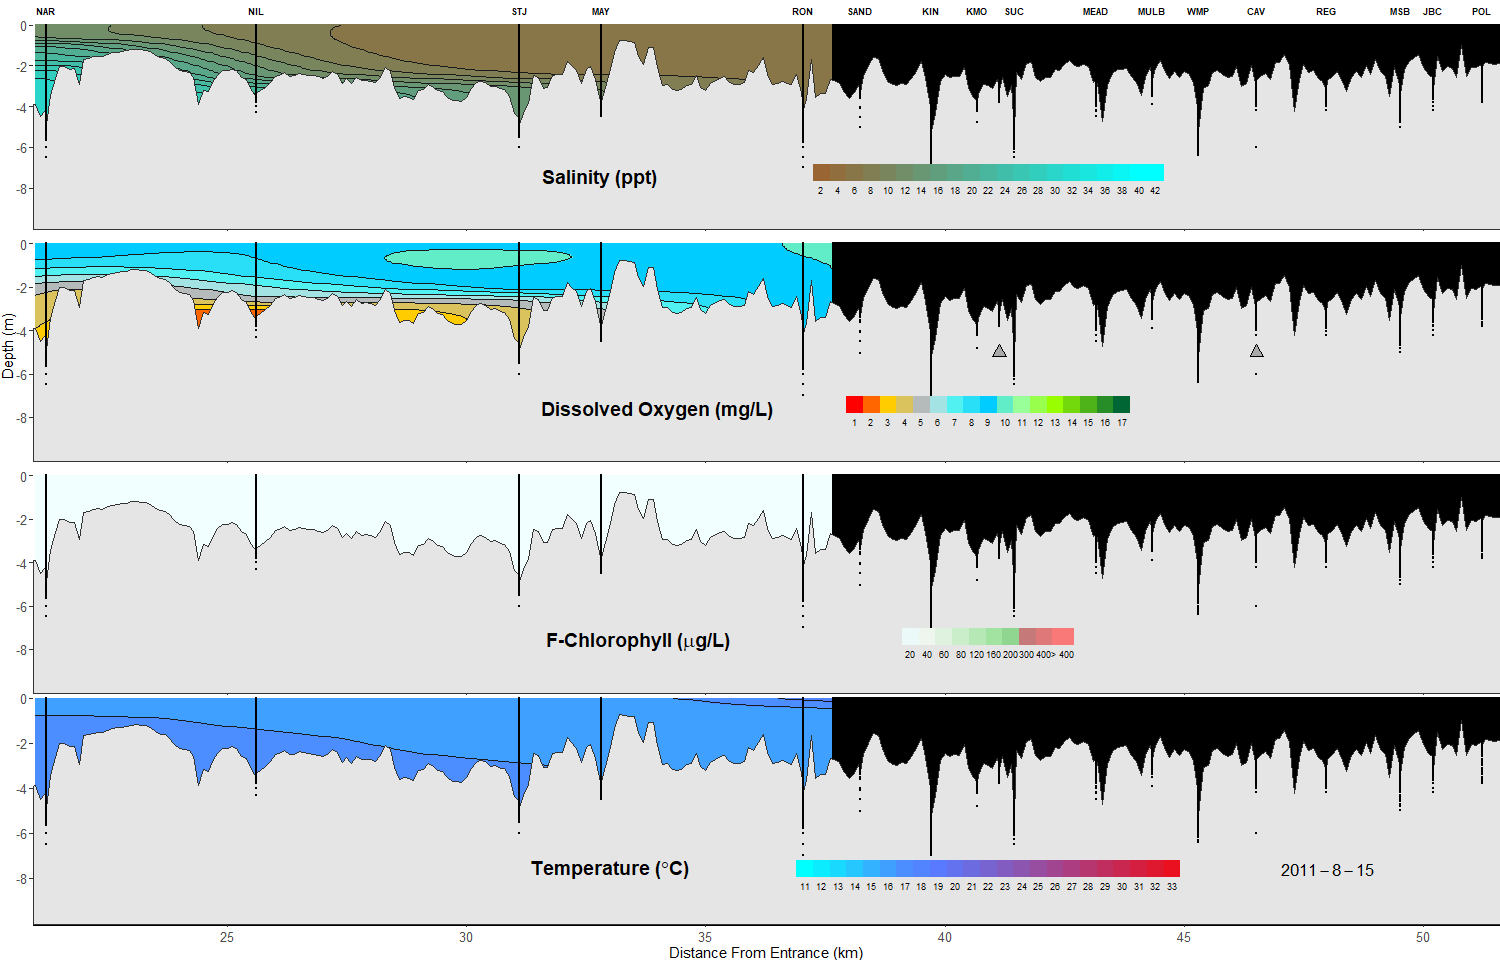 NAR NIL STJ MAY RON SAND KIN KMO SUC MEAD MULB WMP CAV REG MSB JBC POL
0
-2
-4
-6
-8
Salinity (ppt)
2 4 6 8 10 12 14 16 18 20 22 24 26 28 30 32 34 36 38 40 42
0
-2
-4
-6
-8
Depth (m)
Dissolved Oxygen (mg/L)
1 2 3 4 5 6 7 8 9 10 11 12 13 14 15 16 17
0
-2
-4
-6
-8
F-Chlorophyll (μg/L)
20 40 60 80 120 160 200 300 400> 400
0
-2
-4
-6
-8
Temperature (°C)
11 12 13 14 15 16 17 18 19 20 21 22 23 24 25 26 27 28 29 30 31 32 33
2011 – 8 – 15
25 30 35 40 45 50
Distance From Entrance (km)